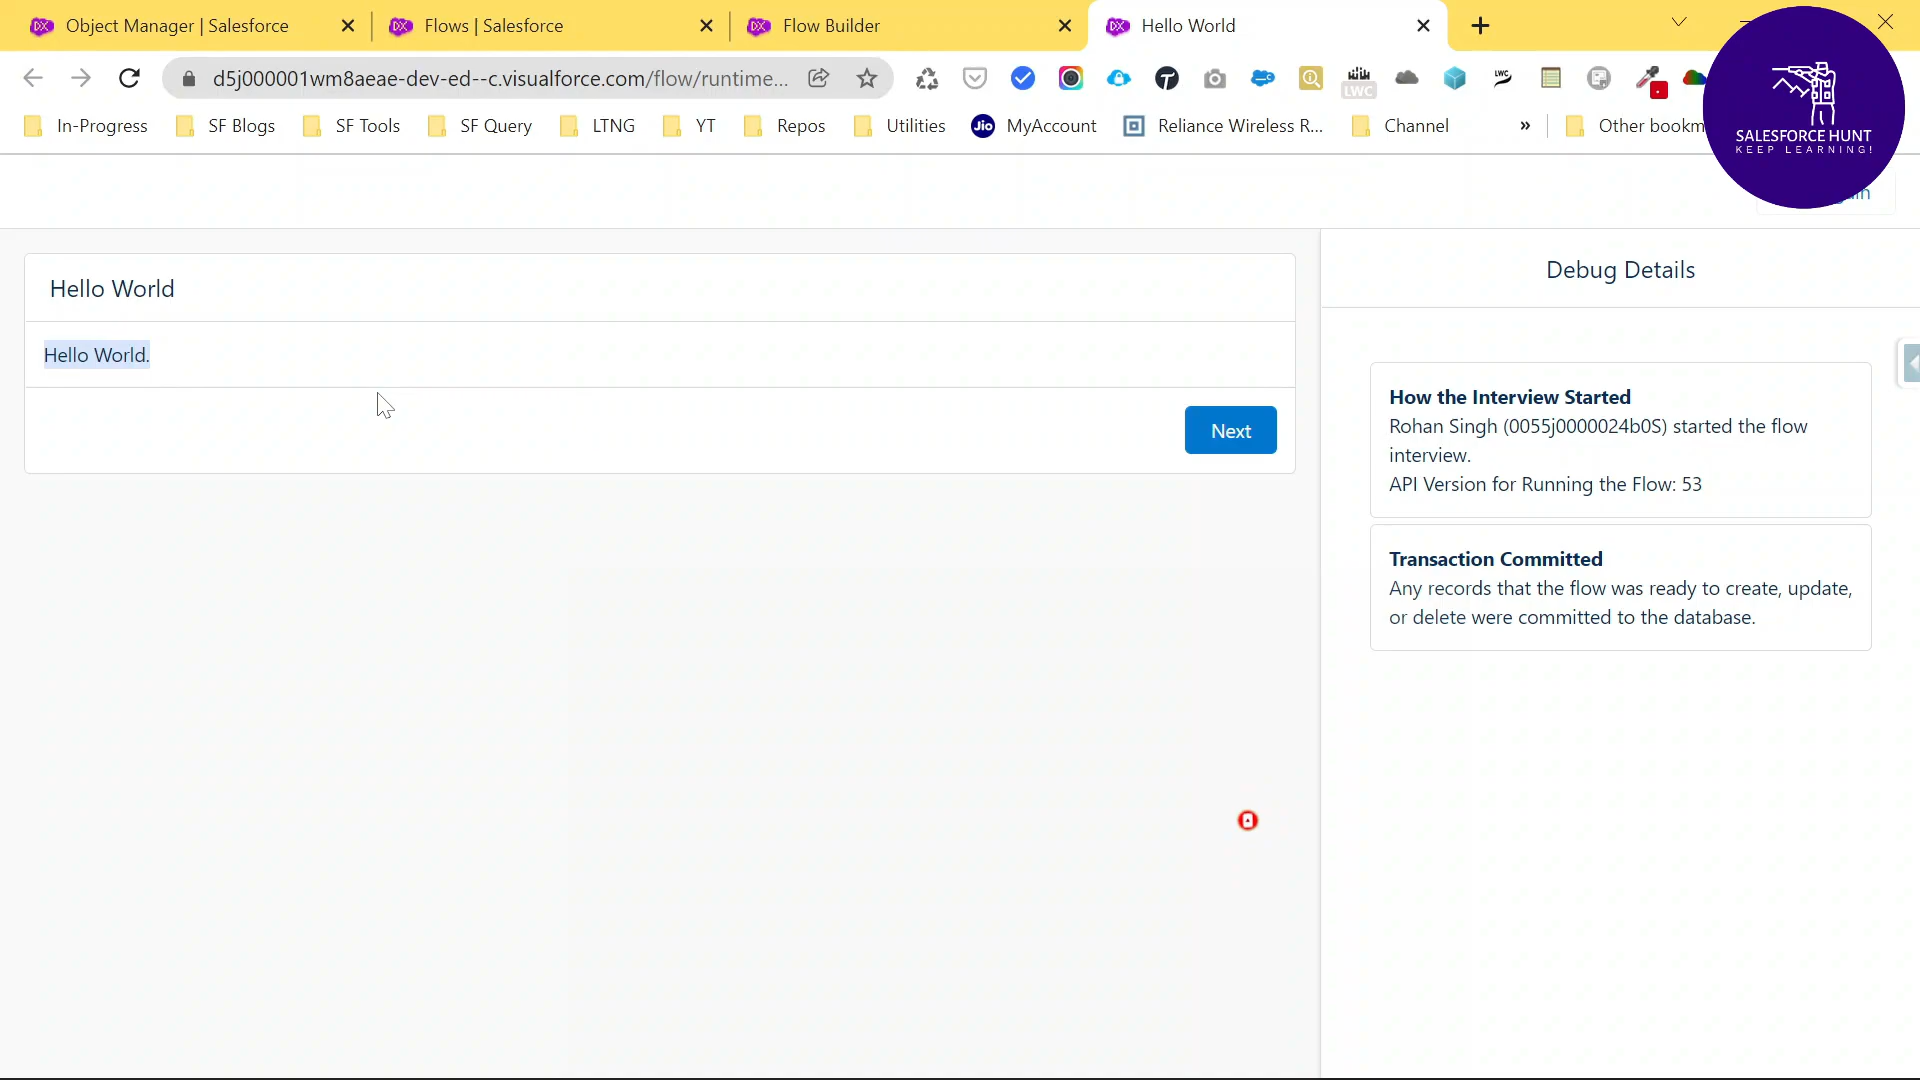 Object Manager | Salesforce
Flows | Salesforce
Flow Builder
Hello World
d5j000001wm8aeae-dev-ed--c.visualforce.com/flow/runtime...
LWC
LWC
In-Progress
SF Blogs
SF Tools
SF Query
LTNG
YT
Repos
Utilities
Jio
MyAccount
Reliance Wireless R...
Channel
»
Other bookm
SALESFORCE HUNT
KEEP LEARNING!
Hello World
Hello World.
Next
Debug Details
How the Interview Started
Rohan Singh (0055j0000024b0S) started the flow
interview.
API Version for Running the Flow: 53
Transaction Committed
Any records that the flow was ready to create, update,
or delete were committed to the database.